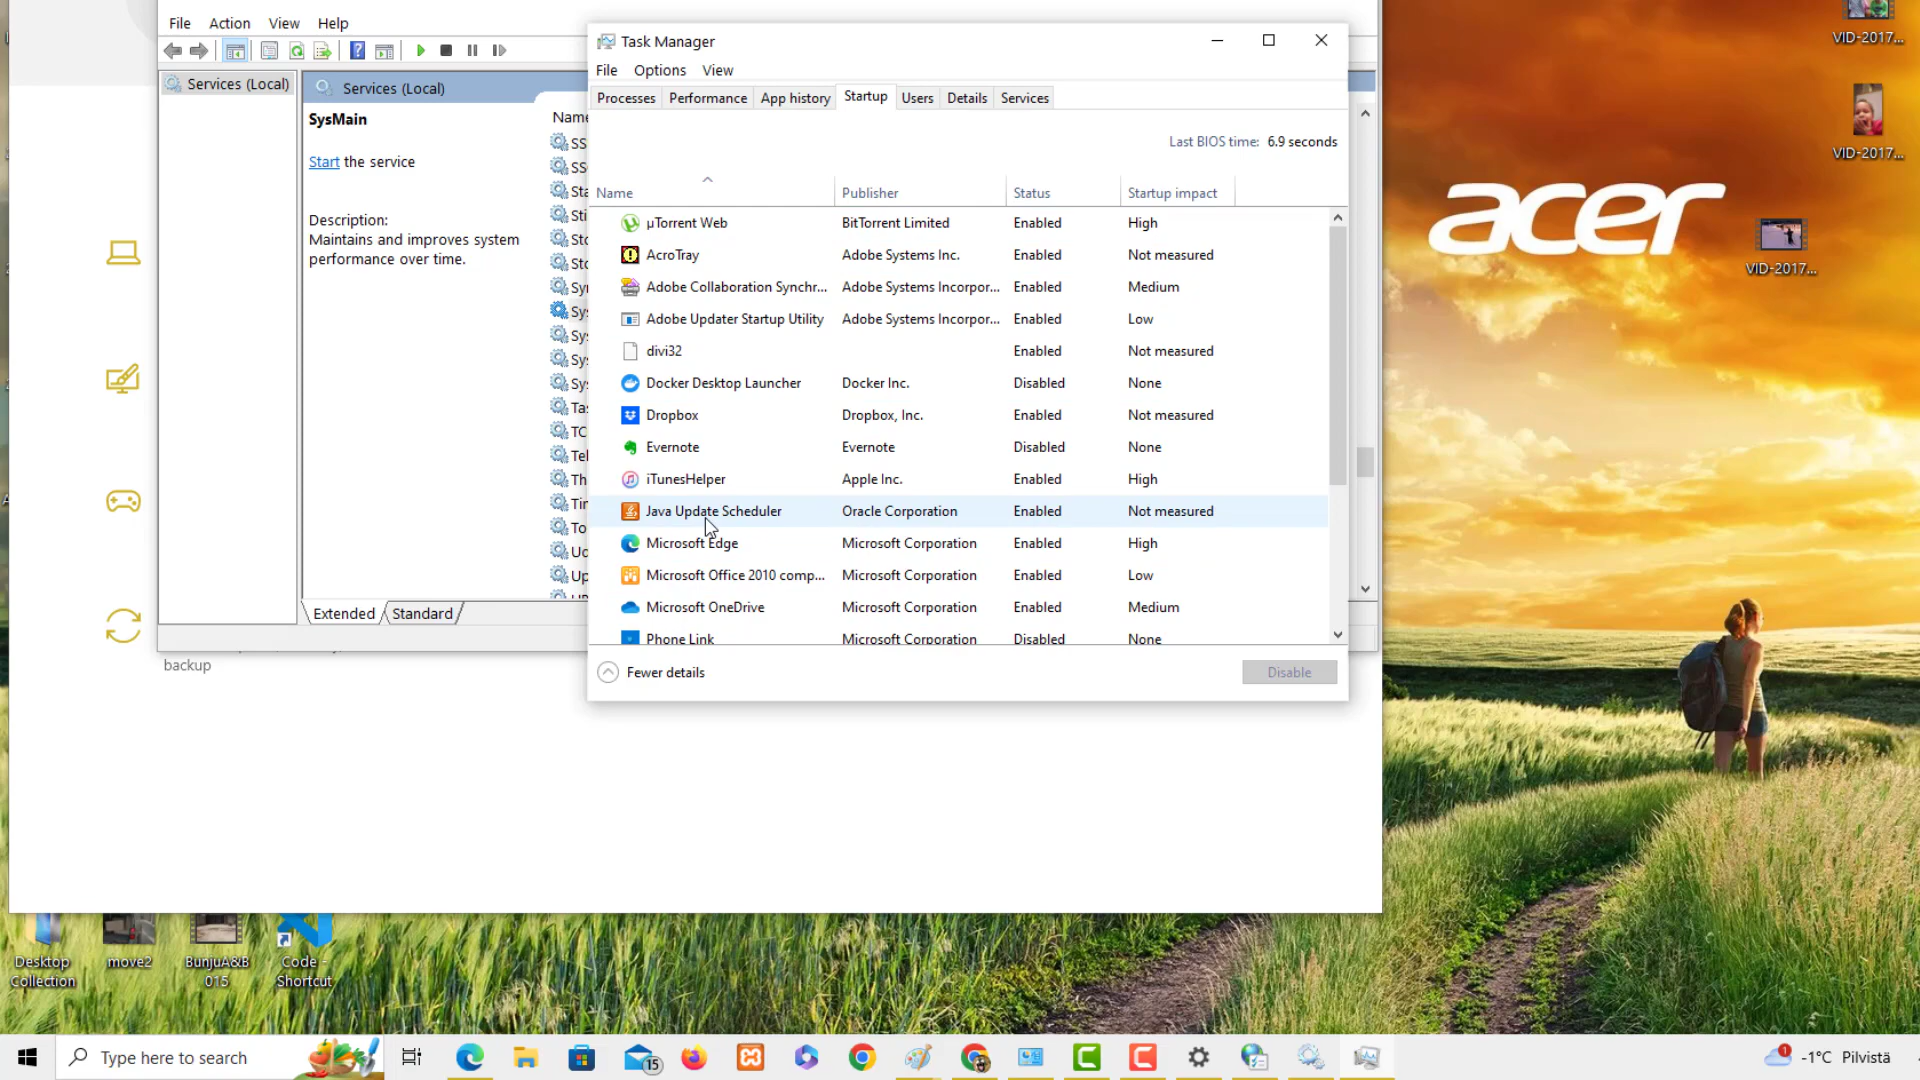 File Action View Help
Services (Local)
Services (Local)
SysMain
Start the service
Description:
Maintains and improves system
performance over time.
Extended
Standard
backup
Task Manager
File Options View
Processes Performance App history Startup Users Details Services
Last BIOS time: 6.9 seconds
Name Publisher Status Startup impact
µTorrent Web BitTorrent Limited Enabled High
AcroTray Adobe Systems Inc. Enabled Not measured
Adobe Collaboration Synchr... Adobe Systems Incorpor... Enabled Medium
Adobe Updater Startup Utility Adobe Systems Incorpor... Enabled Low
divi32 Enabled Not measured
Docker Desktop Launcher Docker Inc. Disabled None
Dropbox Dropbox, Inc. Enabled Not measured
Evernote Evernote Disabled None
iTunesHelper Apple Inc. Enabled High
Java Update Scheduler Oracle Corporation Enabled Not measured
Microsoft Edge Microsoft Corporation Enabled High
Microsoft Office 2010 comp... Microsoft Corporation Enabled Low
Microsoft OneDrive Microsoft Corporation Enabled Medium
Phone Link Microsoft Corporation Disabled None
Fewer details
Disable
acer
VID-2017...
VID-2017...
VID-2017...
Desktop
Collection
move2
BunjuA&B
015
Code -
Shortcut
Type here to search
15
1
-1°C Pilvistä